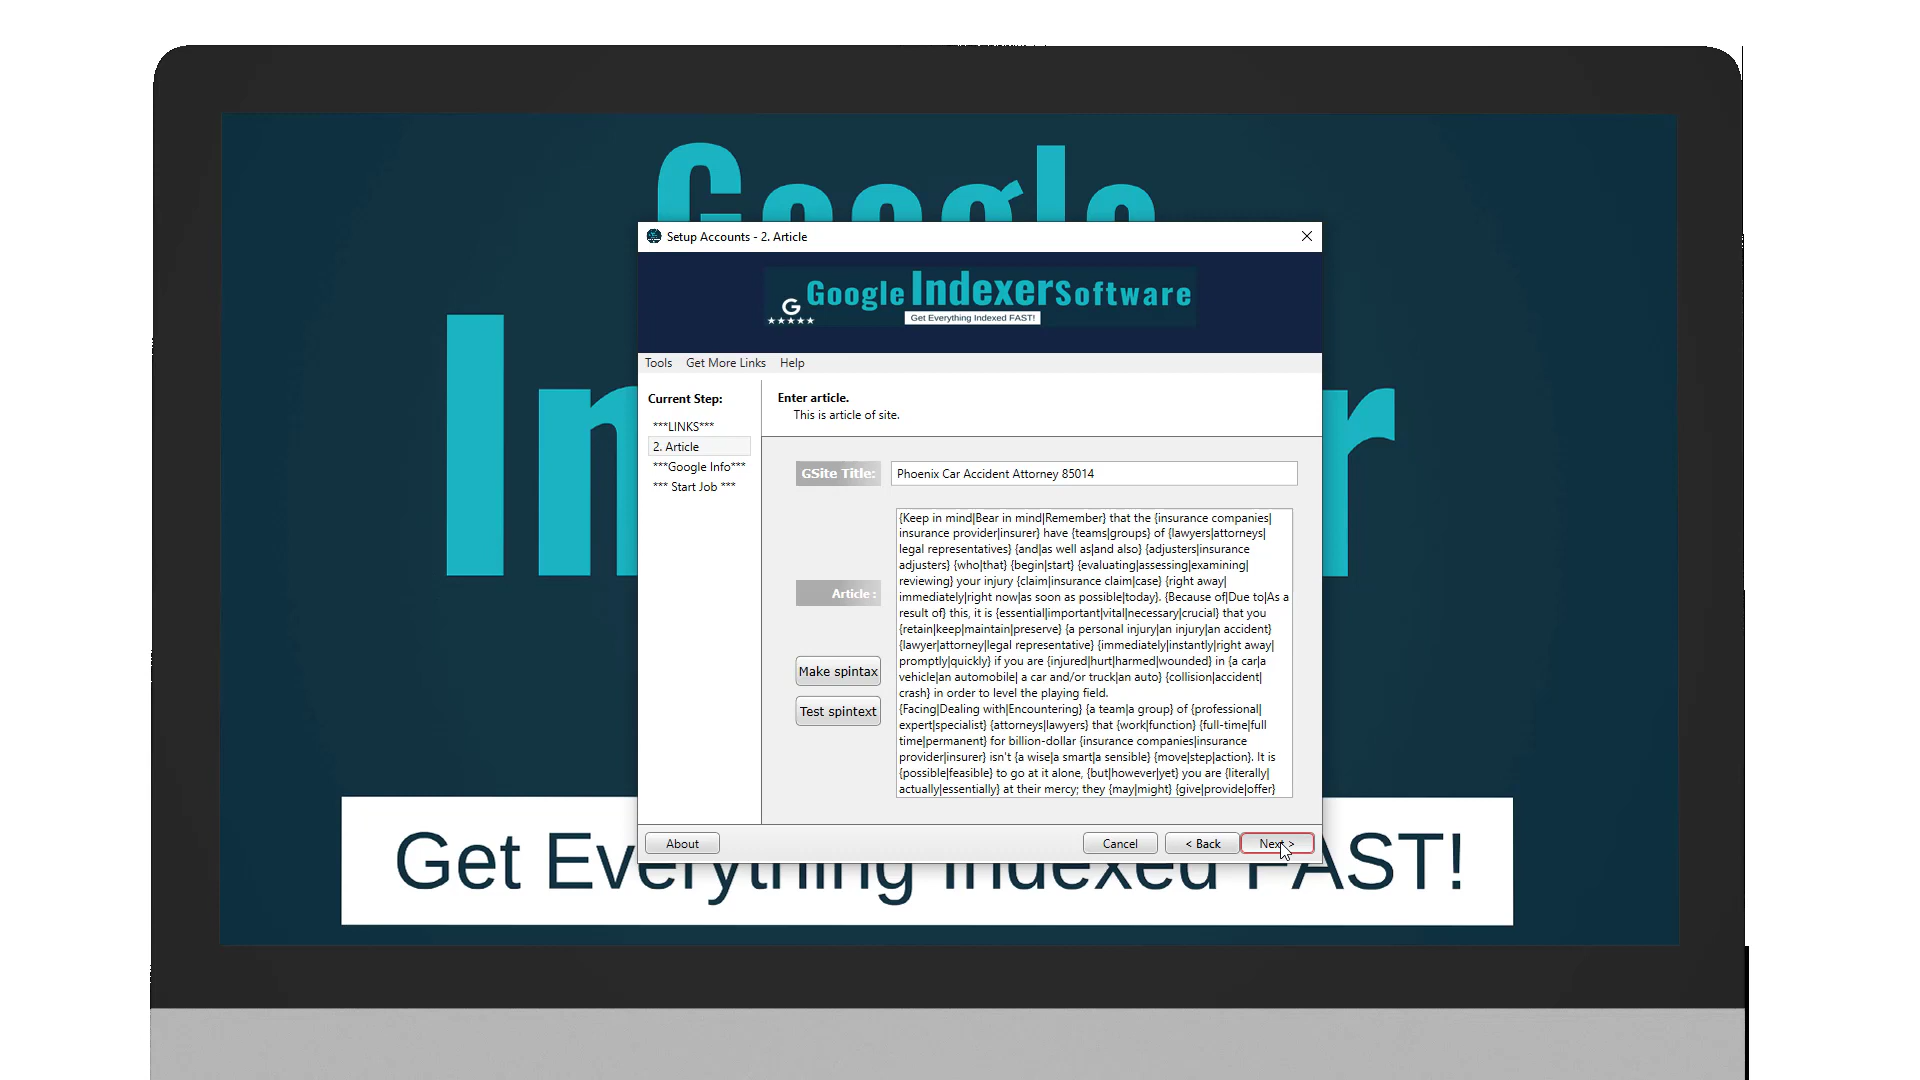 Google
Setup Accounts - 2. Article
Google Indexer Software
G
Get Everything Indexed FAST!
Tools Get More Links Help
Current Step:
***LINKS***
2. Article
***Google Info***
*** Start Job ***
Enter article.
This is article of site.
GSite Title: Phoenix Car Accident Attorney 85014
Article :
Make spintax
Test spintext
{Keep in mind|Bear in mind|Remember} that the {insurance companies|
insurance provider|insurer} have {teams|groups} of {lawyers|attorneys|
legal representatives} {and|as well as|and also} {adjusters|insurance
adjusters} {who|that} {begin|start} {evaluating|assessing|examining|
reviewing} your injury {claim|insurance claim|case} {right away|
immediately|right now|as soon as possible|today}. {Because of|Due to|As a
result of} this, it is {essential|important|vital|necessary|crucial} that you
{retain|keep|maintain|preserve} {a personal injury|an injury|an accident}
{lawyer|attorney|legal representative} {immediately|instantly|right away|
promptly|quickly} if you are {injured|hurt|harmed|wounded} in {a car|a
vehicle|an automobile| a car and/or truck|an auto} {collision|accident|
crash} in order to level the playing field.
{Facing|Dealing with|Encountering} {a team|a group} of {professional|
expert|specialist} {attorneys|lawyers} that {work|function} {full-time|full
time|permanent} for billion-dollar {insurance companies|insurance
provider|insurer} isn't {a wise|a smart|a sensible} {move|step|action}. It is
{possible|feasible} to go at it alone, {but|however|yet} you are {literally|
actually|essentially} at their mercy; they {may|might} {give|provide|offer}
About Cancel < Back Next >
Get Everything Indexed FAST!